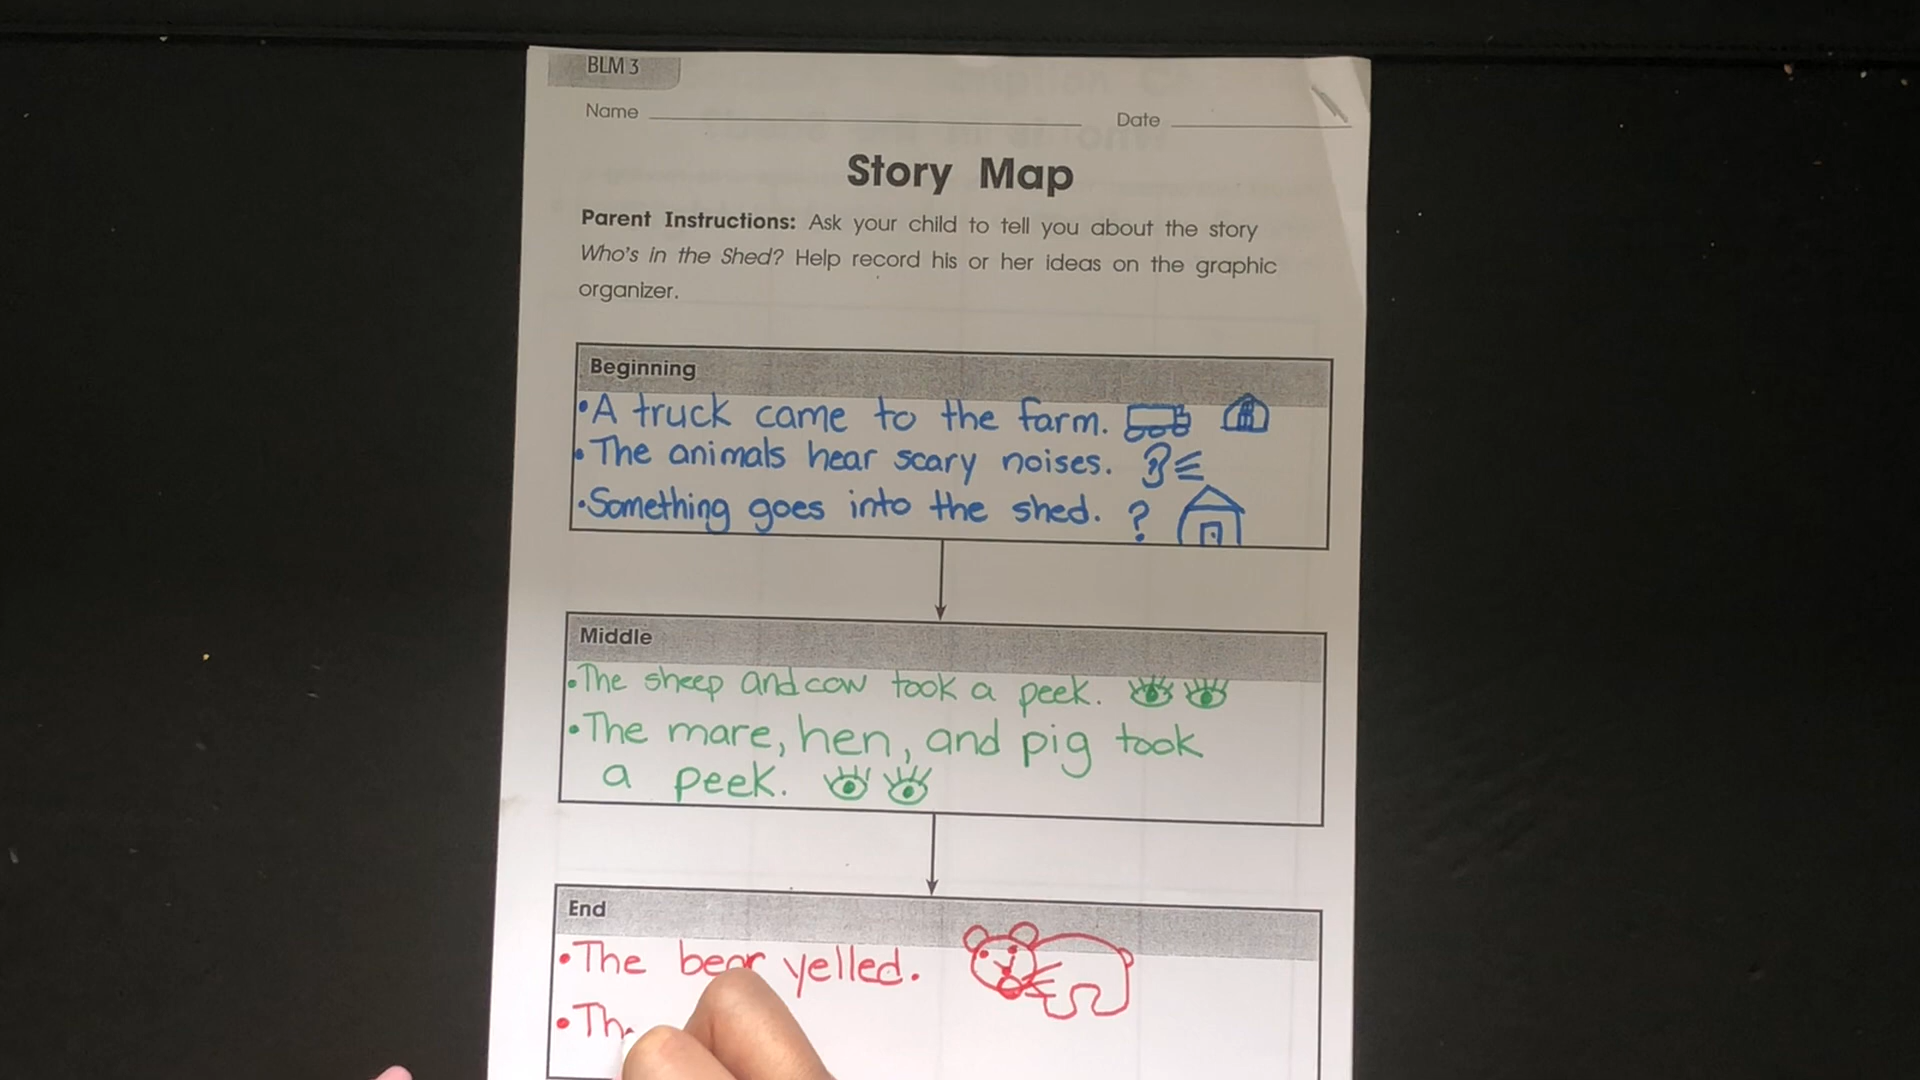 BLM 3
Name Date
Story Map
Parent Instructions: Ask your child to tell you about the story
Who's in the Shed? Help record his or her ideas on the graphic
organizer.
Beginning
•A truck came to the farm.
•The animals hear scary noises.
•Something goes into the shed. ?
Middle
•The sheep and cow took a peek.
•The mare, hen, and pig took
a peek.
End
•The bear yelled.
•Th